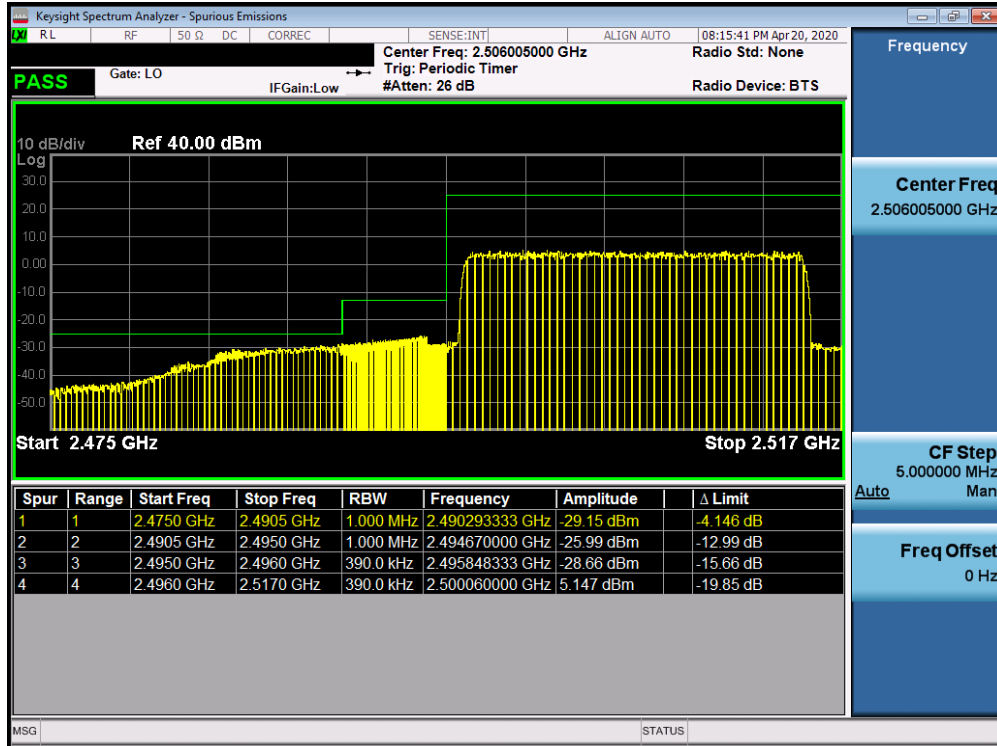 Keysight Spectrum Analyzer - Spurious Emissions
LXI RL RF 50 Ω DC CORREC SENSE:INT ALIGN AUTO 08:15:41 PM Apr 20, 2020
Center Freq: 2.506005000 GHz Radio Std: None
PASS Gate: LO Trig: Periodic Timer
IFGain:Low #Atten: 26 dB Radio Device: BTS
10 dB/div Ref 40.00 dBm
Log
30.0
20.0
10.0
0.00
-10.0
-20.0
-30.0
-40.0
-50.0
Start 2.475 GHz Stop 2.517 GHz
Spur Range Start Freq Stop Freq RBW Frequency Amplitude Δ Limit
1 1 2.4750 GHz 2.4905 GHz 1.000 MHz 2.490293333 GHz -29.15 dBm -4.146 dB
2 2 2.4905 GHz 2.4950 GHz 1.000 MHz 2.494670000 GHz -25.99 dBm -12.99 dB
3 3 2.4950 GHz 2.4960 GHz 390.0 kHz 2.495848333 GHz -28.66 dBm -15.66 dB
4 4 2.4960 GHz 2.5170 GHz 390.0 kHz 2.500060000 GHz 5.147 dBm -19.85 dB
MSG STATUS
Frequency
Center Freq
2.506005000 GHz
CF Step
5.000000 MHz
Auto Man
Freq Offset
0 Hz